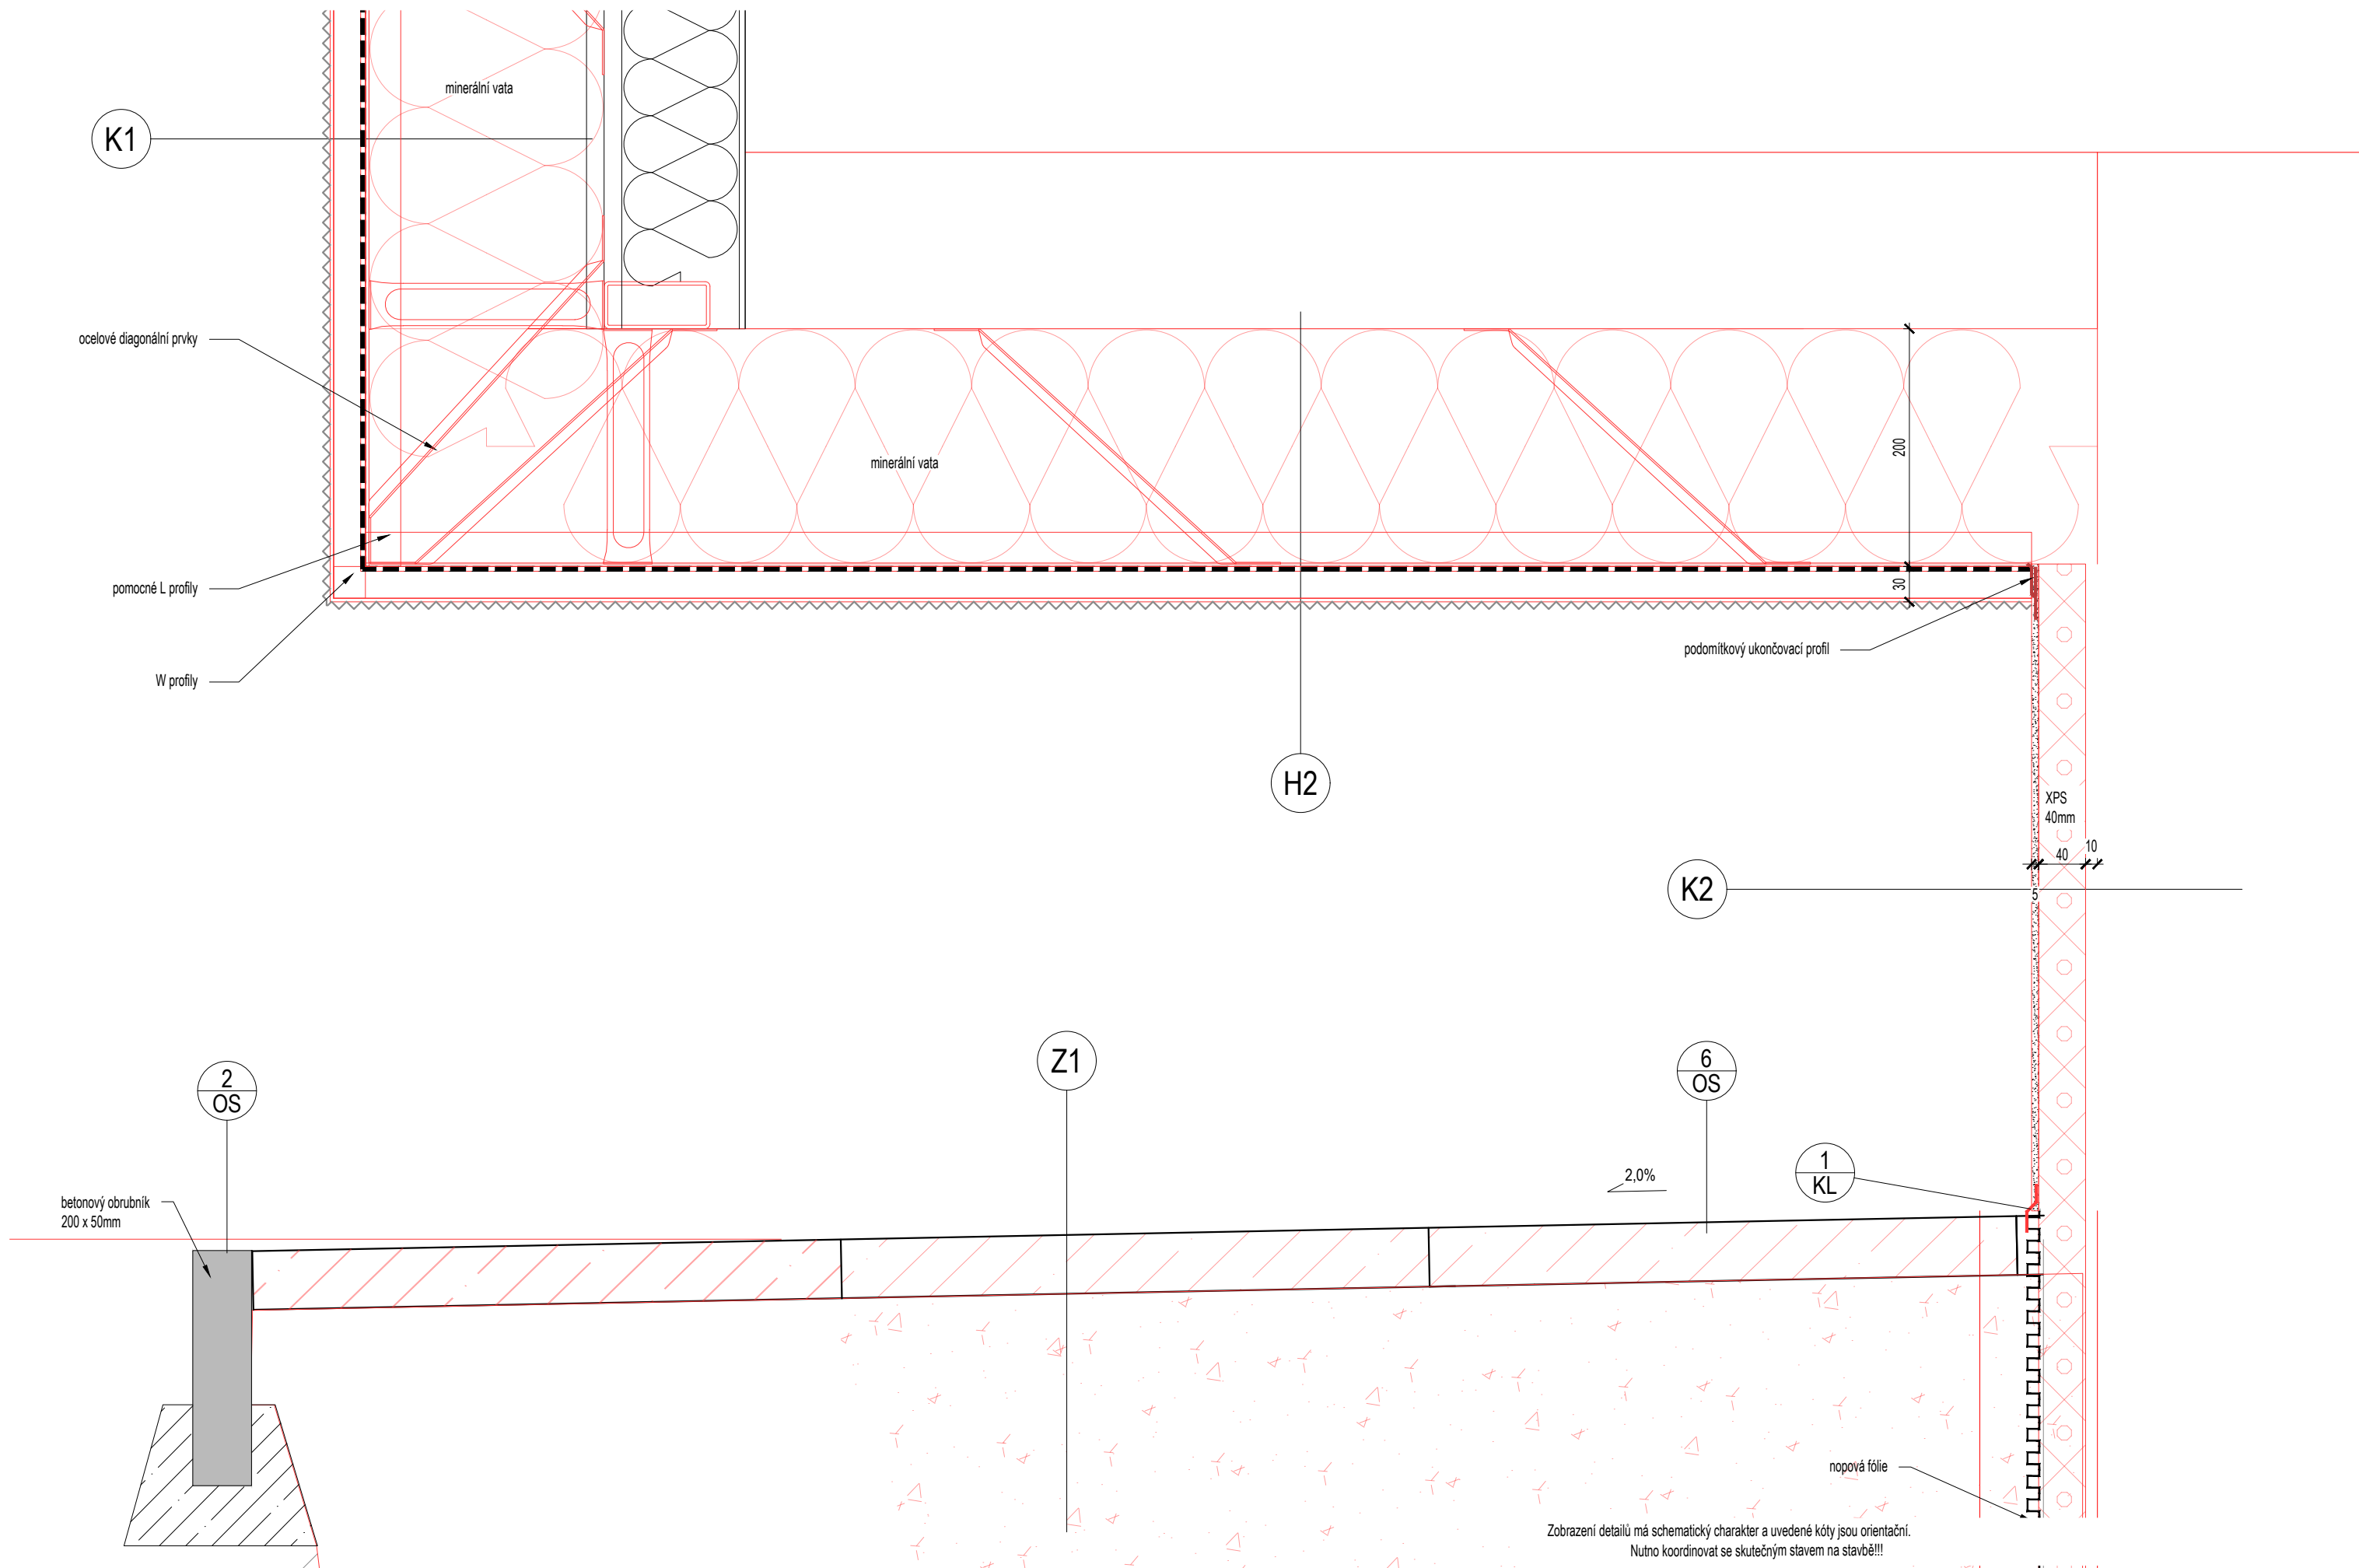 minerální vata
K1
ocelové diagonální prvky
200
minerální vata
30
pomocné L profily
podomítkový ukončovací profil
W profily
H2
XPS
40mm
10
40
K2
5
Z1
6
OS
2
OS
1
KL
2,0%
betonový obrubník
200 x 50mm
nopová fólie
Zobrazení detailů má schematický charakter a uvedené kóty jsou orientační.
Nutno koordinovat se skutečným stavem na stavbě!!!